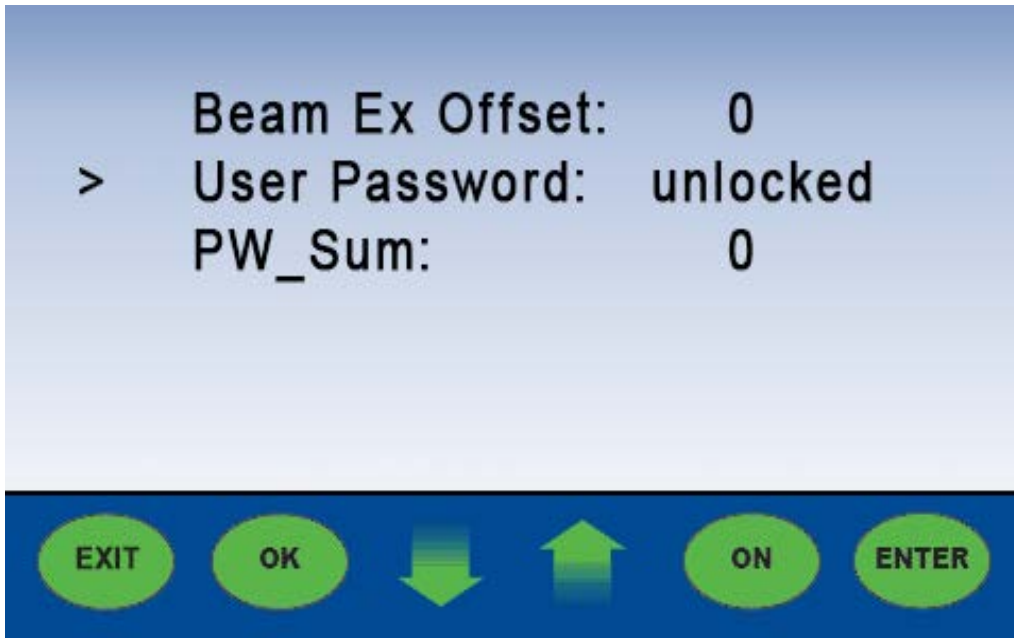 Beam Ex Offset: 0
> User Password: unlocked
PW_Sum: 0
EXIT OK ON ENTER